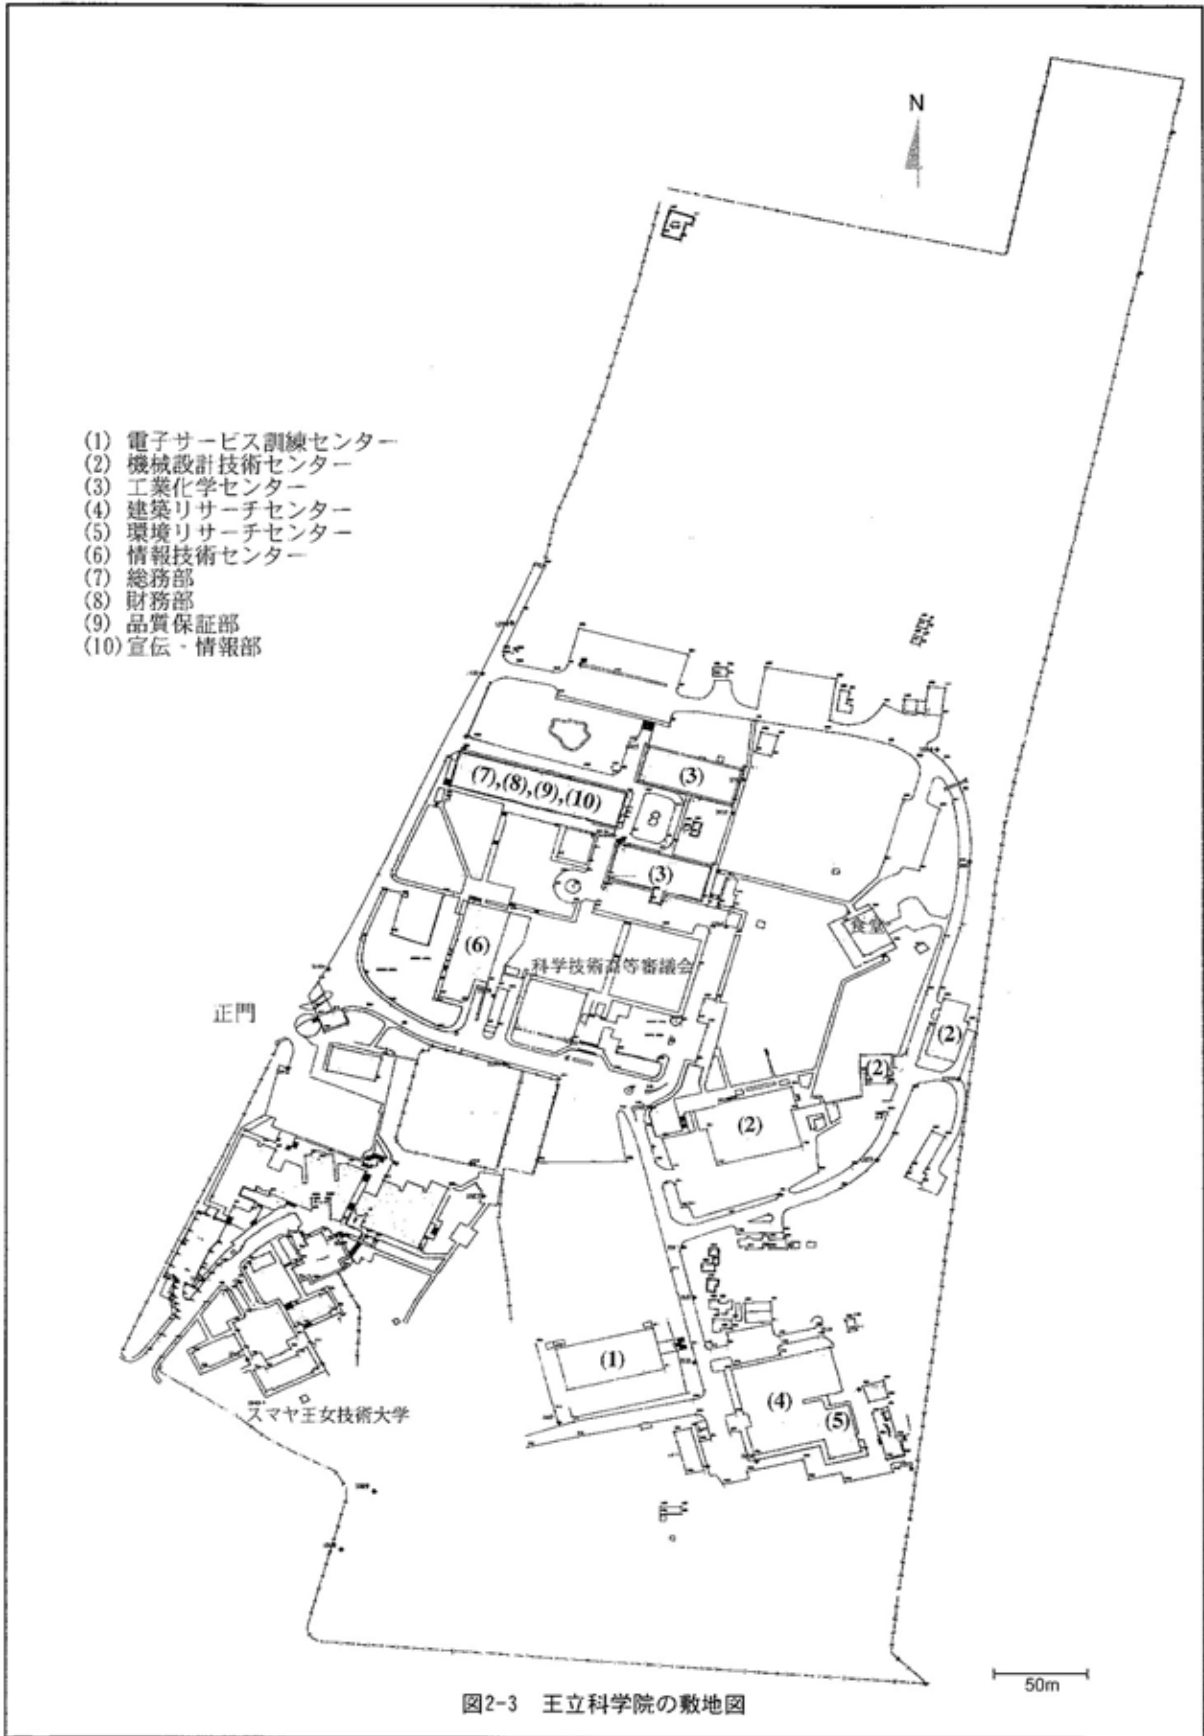 N
(1) 電子サービス訓練センター
(2) 機械設計技術センター
(3) 工業化学センター
(4) 建築リサーチセンター
(5) 環境リサーチセンター
(6) 情報技術センター
(7) 総務部
(8) 財務部
(9) 品質保証部
(10) 宣伝・情報部
(3)
(7),(8),(9),(10)
8
(3)
食堂
(6)
科学技術高等審議会
正門
(2)
(2)
(2)
(1)
(4)
(5)
スマヤ王女技術大学
50m
図2-3 王立科学院の敷地図